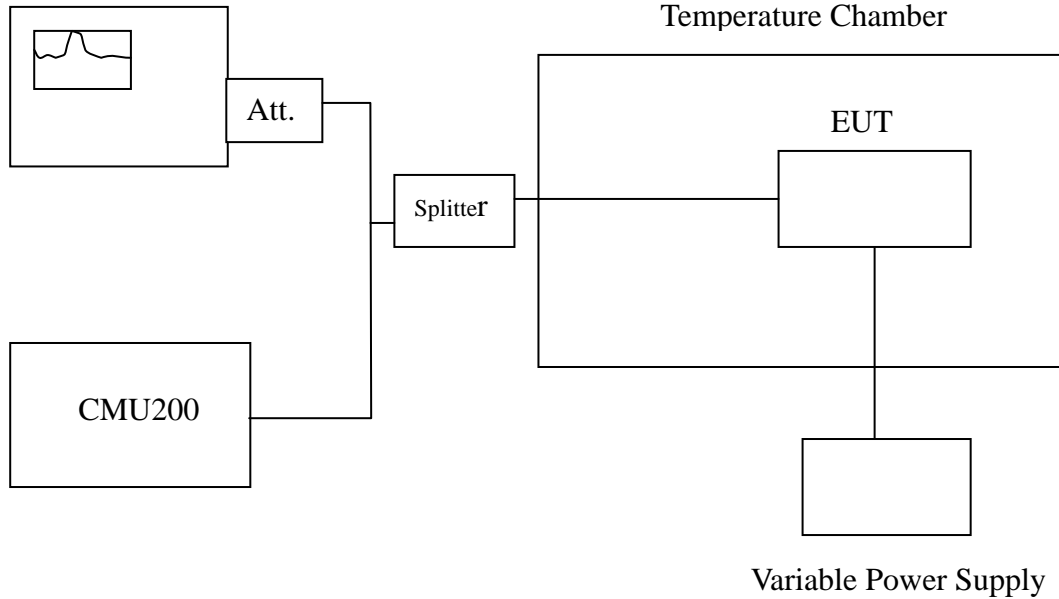 Temperature Chamber
Att.
EUT
Splitter
CMU200
Variable Power Supply